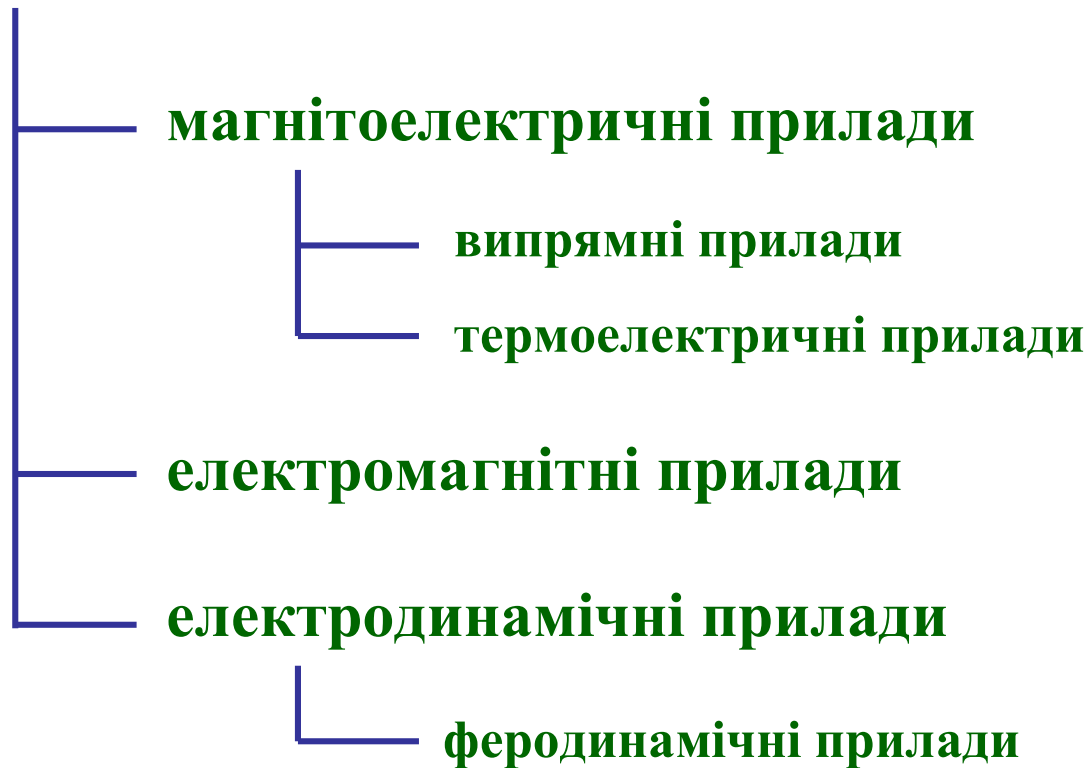 магнітоелектричні прилади
випрямні прилади
термоелектричні прилади
електромагнітні прилади
електродинамічні прилади
феродинамічні прилади